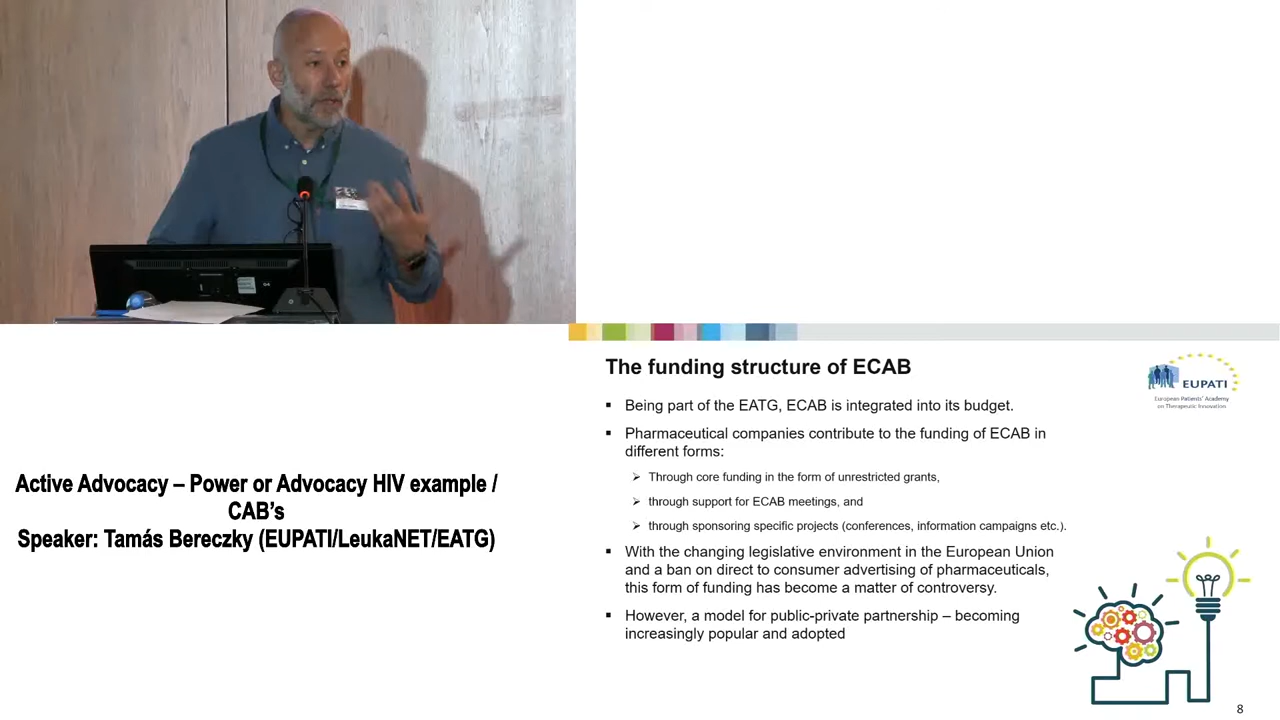 Active Advocacy – Power or Advocacy HIV example /
CAB's
Speaker: Tamás Bereczky (EUPATI/LeukaNET/EATG)
The funding structure of ECAB
EUPATI
European Patients' Academy
on Therapeutic Innovation
▪ Being part of the EATG, ECAB is integrated into its budget.
▪ Pharmaceutical companies contribute to the funding of ECAB in
different forms:
➢ Through core funding in the form of unrestricted grants,
➢ through support for ECAB meetings, and
➢ through sponsoring specific projects (conferences, information campaigns etc.).
▪ With the changing legislative environment in the European Union
and a ban on direct to consumer advertising of pharmaceuticals,
this form of funding has become a matter of controversy.
▪ However, a model for public-private partnership – becoming
increasingly popular and adopted
8